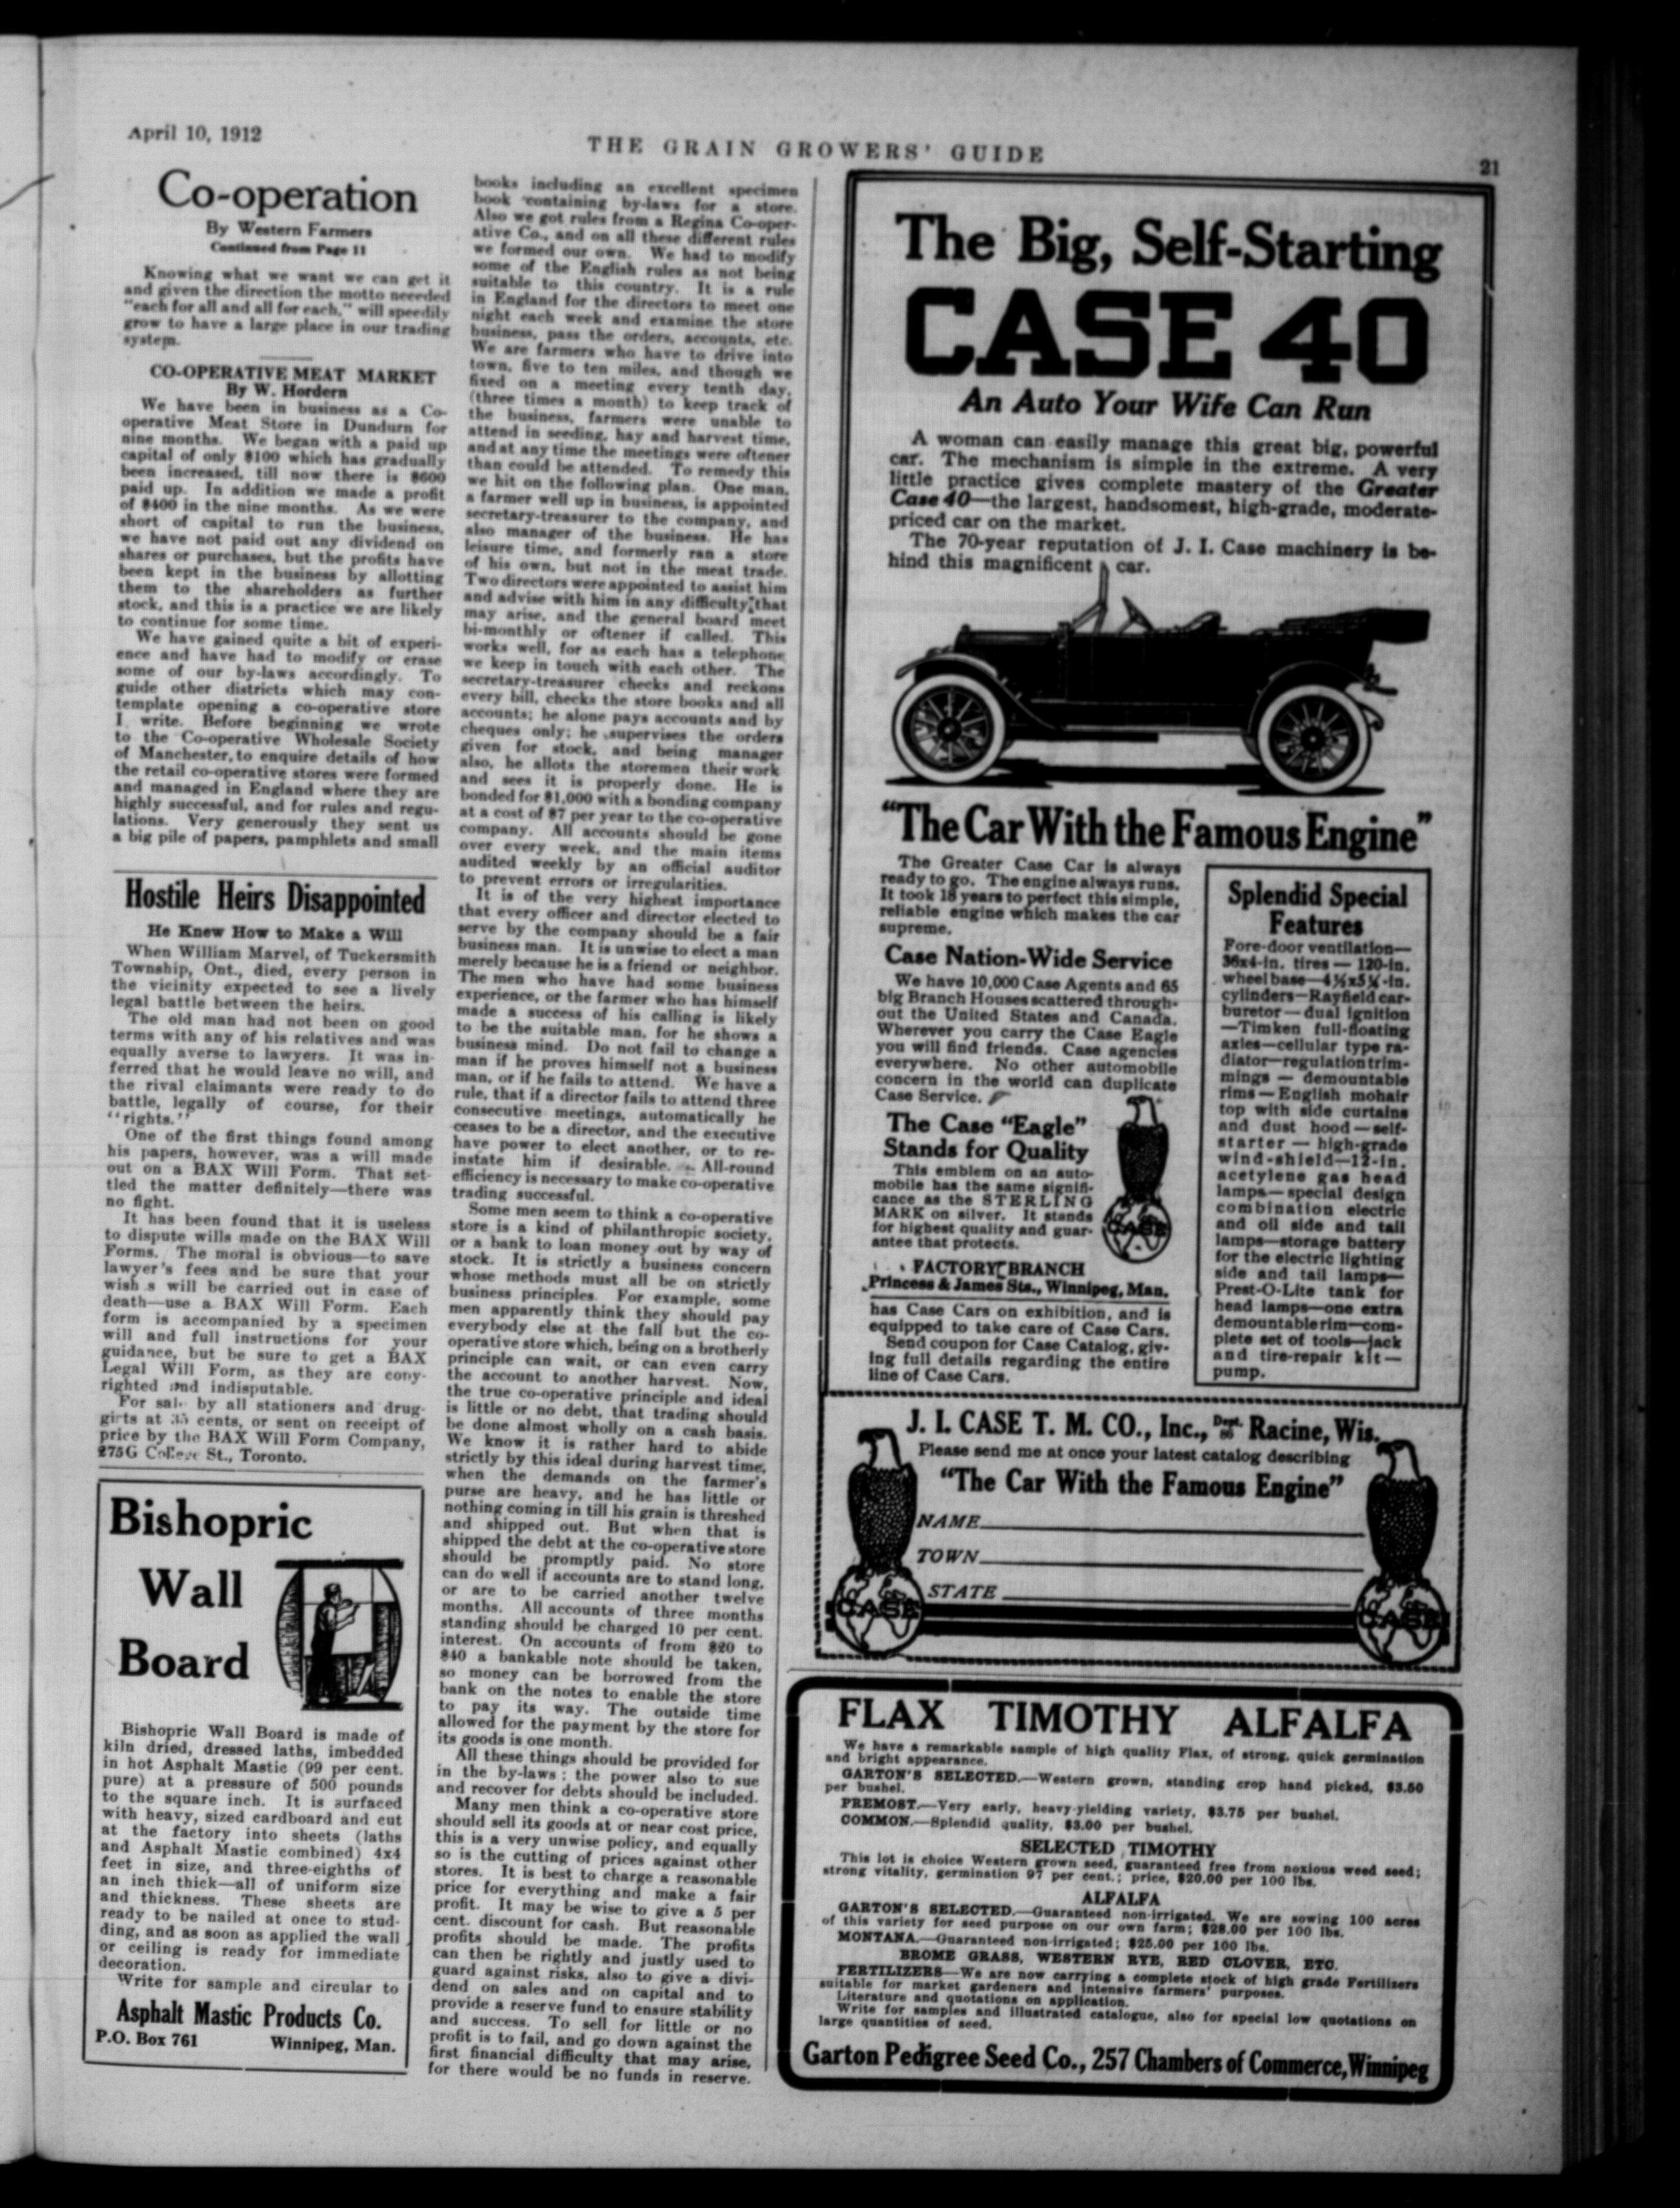 April 10, 1912
THE GRAIN GROWERS' GUIDE
21
Co-operation
By Western Farmers
Continued from Page 11
Knowing what we want we can get it
and given the direction the motto neecded
"each for all and all for each," will speedily
grow to have a large place in our trading
system.
CO-OPERATIVE MEAT MARKET
By W. Hordern
We have been in business as a Co-
operative Meat Store in Dundurn for
nine months. We began with a paid up
capital of only $100 which has gradually
been increased, till now there is $600
paid up. In addition we made a profit
of $400 in the nine months. As we were
short of capital to run the business,
we have not paid out any dividend on
shares or purchases, but the profits have
been kept in the business by allotting
them to the shareholders as further
stock, and this is a practice we are likely
to continue for some time.
We have gained quite a bit of experi-
ence and have had to modify or erase
some of our by-laws accordingly. To
guide other districts which may con-
template opening a co-operative store
I write. Before beginning we wrote
to the Co-operative Wholesale Society
of Manchester, to enquire details of how
the retail co-operative stores were formed
and managed in England where they are
highly successful, and for rules and regu-
lations. Very generously they sent us
a big pile of papers, pamphlets and small
Hostile Heirs Disappointed
He Knew How to Make a Will
When William Marvel, of Tuckersmith
Township, Ont., died, every person in
the vicinity expected to see a lively
legal battle between the heirs.
The old man had not been on good
terms with any of his relatives and was
equally averse to lawyers. It was in-
ferred that he would leave no will, and
the rival claimants were ready to do
battle, legally of course, for their
"rights."
One of the first things found among
his papers, however, was a will made
out on a BAX Will Form. That set-
tled the matter definitely—there was
no fight.
It has been found that it is useless
to dispute wills made on the BAX Will
Forms. The moral is obvious—to save
lawyer's fees and be sure that your
wish s will be carried out in case of
death—use a BAX Will Form. Each
form is accompanied by a specimen
will and full instructions for your
guidance, but be sure to get a BAX
Legal Will Form, as they are copy-
righted and indisputable.
For sale by all stationers and drug-
gists at 35 cents, or sent on receipt of
price by the BAX Will Form Company,
275G College St., Toronto.
Bishopric
Wall
Board
Bishopric Wall Board is made of
kiln dried, dressed laths, imbedded
in hot Asphalt Mastic (99 per cent.
pure) at a pressure of 500 pounds
to the square inch. It is surfaced
with heavy, sized cardboard and cut
at the factory into sheets (laths
and Asphalt Mastic combined) 4x4
feet in size, and three-eighths of
an inch thick—all of uniform size
and thickness. These sheets are
ready to be nailed at once to stud-
ding, and as soon as applied the wall
or ceiling is ready for immediate
decoration.
Write for sample and circular to
Asphalt Mastic Products Co.
P.O. Box 761 Winnipeg, Man.
books including an excellent specimen
book containing by-laws for a store.
Also we got rules from a Regina Co-oper-
ative Co., and on all these different rules
we formed our own. We had to modify
some of the English rules as not being
suitable to this country. It is a rule
in England for the directors to meet one
night each week and examine the store
business, pass the orders, accounts, etc.
We are farmers who have to drive into
town, five to ten miles, and though we
fixed on a meeting every tenth day,
(three times a month) to keep track of
the business, farmers were unable to
attend in seeding, hay and harvest time,
and at any time the meetings were oftener
than could be attended. To remedy this
we hit on the following plan. One man,
a farmer well up in business, is appointed
secretary-treasurer to the company, and
also manager of the business. He has
leisure time, and formerly ran a store
of his own, but not in the meat trade.
Two directors were appointed to assist him
and advise with him in any difficulty that
may arise, and the general board meet
bi-monthly or oftener if called. This
works well, for as each has a telephone
we keep in touch with each other. The
secretary-treasurer checks and reckons
every bill, checks the store books and all
accounts; he alone pays accounts and by
cheques only; he supervises the orders
given for stock, and being manager
also, he allots the storemen their work
and sees it is properly done. He is
bonded for $1,000 with a bonding company
at a cost of $7 per year to the co-operative
company. All accounts should be gone
over every week, and the main items
audited weekly by an official auditor
to prevent errors or irregularities.
It is of the very highest importance
that every officer and director elected to
serve by the company should be a fair
business man. It is unwise to elect a man
merely because he is a friend or neighbor.
The men who have had some business
experience, or the farmer who has himself
made a success of his calling is likely
to be the suitable man, for he shows a
business mind. Do not fail to change a
man if he proves himself not a business
man, or if he fails to attend. We have a
rule, that if a director fails to attend three
consecutive meetings, automatically he
ceases to be a director, and the executive
have power to elect another, or to re-
instate him if desirable. All-round
efficiency is necessary to make co-operative
trading successful.
Some men seem to think a co-operative
store is a kind of philanthropic society,
or a bank to loan money out by way of
stock. It is strictly a business concern
whose methods must all be on strictly
business principles. For example, some
men apparently think they should pay
everybody else at the fall but the co-
operative store which, being on a brotherly
principle can wait, or can even carry
the account to another harvest. Now,
the true co-operative principle and ideal
is little or no debt, that trading should
be done almost wholly on a cash basis.
We know it is rather hard to abide
strictly by this ideal during harvest time,
when the demands on the farmer's
purse are heavy, and he has little or
nothing coming in till his grain is threshed
and shipped out. But when that is
shipped the debt at the co-operative store
should be promptly paid. No store
can do well if accounts are to stand long,
or are to be carried another twelve
months. All accounts of three months
standing should be charged 10 per cent.
interest. On accounts of from $20 to
$40 a bankable note should be taken,
so money can be borrowed from the
bank on the notes to enable the store
to pay its way. The outside time
allowed for the payment by the store for
its goods is one month.
All these things should be provided for
in the by-laws; the power also to sue
and recover for debts should be included.
Many men think a co-operative store
should sell its goods at or near cost price,
this is a very unwise policy, and equally
so is the cutting of prices against other
stores. It is best to charge a reasonable
price for everything and make a fair
profit. It may be wise to give a 5 per
cent. discount for cash. But reasonable
profits should be made. The profits
can then be rightly and justly used to
guard against risks, also to give a divi-
dend on sales and on capital and to
provide a reserve fund to ensure stability
and success. To sell for little or no
profit is to fail, and go down against the
first financial difficulty that may arise,
for there would be no funds in reserve.
The Big, Self-Starting
CASE 40
An Auto Your Wife Can Run
A woman can easily manage this great big, powerful
car. The mechanism is simple in the extreme. A very
little practice gives complete mastery of the Greater
Case 40—the largest, handsomest, high-grade, moderate-
priced car on the market.
The 70-year reputation of J. I. Case machinery is be-
hind this magnificent car.
"The Car With the Famous Engine"
The Greater Case Car is always
ready to go. The engine always runs.
It took 18 years to perfect this simple,
reliable engine which makes the car
supreme.
Case Nation-Wide Service
We have 10,000 Case Agents and 65
big Branch Houses scattered through-
out the United States and Canada.
Wherever you carry the Case Eagle
you will find friends. Case agencies
everywhere. No other automobile
concern in the world can duplicate
Case Service.
The Case "Eagle"
Stands for Quality
This emblem on an auto-
mobile has the same signifi-
cance as the STERLING
MARK on silver. It stands
for highest quality and guar-
antee that protects.
CASE
FACTORY BRANCH
Princess & James Sts., Winnipeg, Man.
has Case Cars on exhibition, and is
equipped to take care of Case Cars.
Send coupon for Case Catalog, giv-
ing full details regarding the entire
line of Case Cars.
Splendid Special
Features
Fore-door ventilation—
36x4-in. tires — 120-in.
wheel base—4⅛x5¼-in.
cylinders—Rayfield car-
buretor—dual ignition
—Timken full-floating
axles—cellular type ra-
diator—regulation trim-
mings — demountable
rims—English mohair
top with side curtains
and dust hood—self-
starter — high-grade
wind-shield—12-in.
acetylene gas head
lamps—special design
combination electric
and oil side and tail
lamps—storage battery
for the electric lighting
side and tail lamps—
Prest-O-Lite tank for
head lamps—one extra
demountable rim—com-
plete set of tools—jack
and tire-repair kit—
pump.
J. I. CASE T. M. CO., Inc., Dept. 86 Racine, Wis.
Please send me at once your latest catalog describing
"The Car With the Famous Engine"
NAME
TOWN
STATE
CASE
CASE
FLAX TIMOTHY ALFALFA
We have a remarkable sample of high quality Flax, of strong, quick germination
and bright appearance.
GARTON'S SELECTED.—Western grown, standing crop hand picked, $3.50
per bushel.
PREMOST.—Very early, heavy-yielding variety, $3.75 per bushel.
COMMON.—Splendid quality, $3.00 per bushel.
SELECTED TIMOTHY
This lot is choice Western grown seed, guaranteed free from noxious weed seed;
strong vitality, germination 97 per cent.; price, $20.00 per 100 lbs.
ALFALFA
GARTON'S SELECTED.—Guaranteed non-irrigated. We are sowing 100 acres
of this variety for seed purpose on our own farm; $28.00 per 100 lbs.
MONTANA.—Guaranteed non-irrigated; $25.00 per 100 lbs.
BROME GRASS, WESTERN RYE, RED CLOVER, ETC.
FERTILIZERS—We are now carrying a complete stock of high grade Fertilizers
suitable for market gardeners and intensive farmers' purposes.
Literature and quotations on application.
Write for samples and illustrated catalogue, also for special low quotations on
large quantities of seed.
Garton Pedigree Seed Co., 257 Chambers of Commerce, Winnipeg